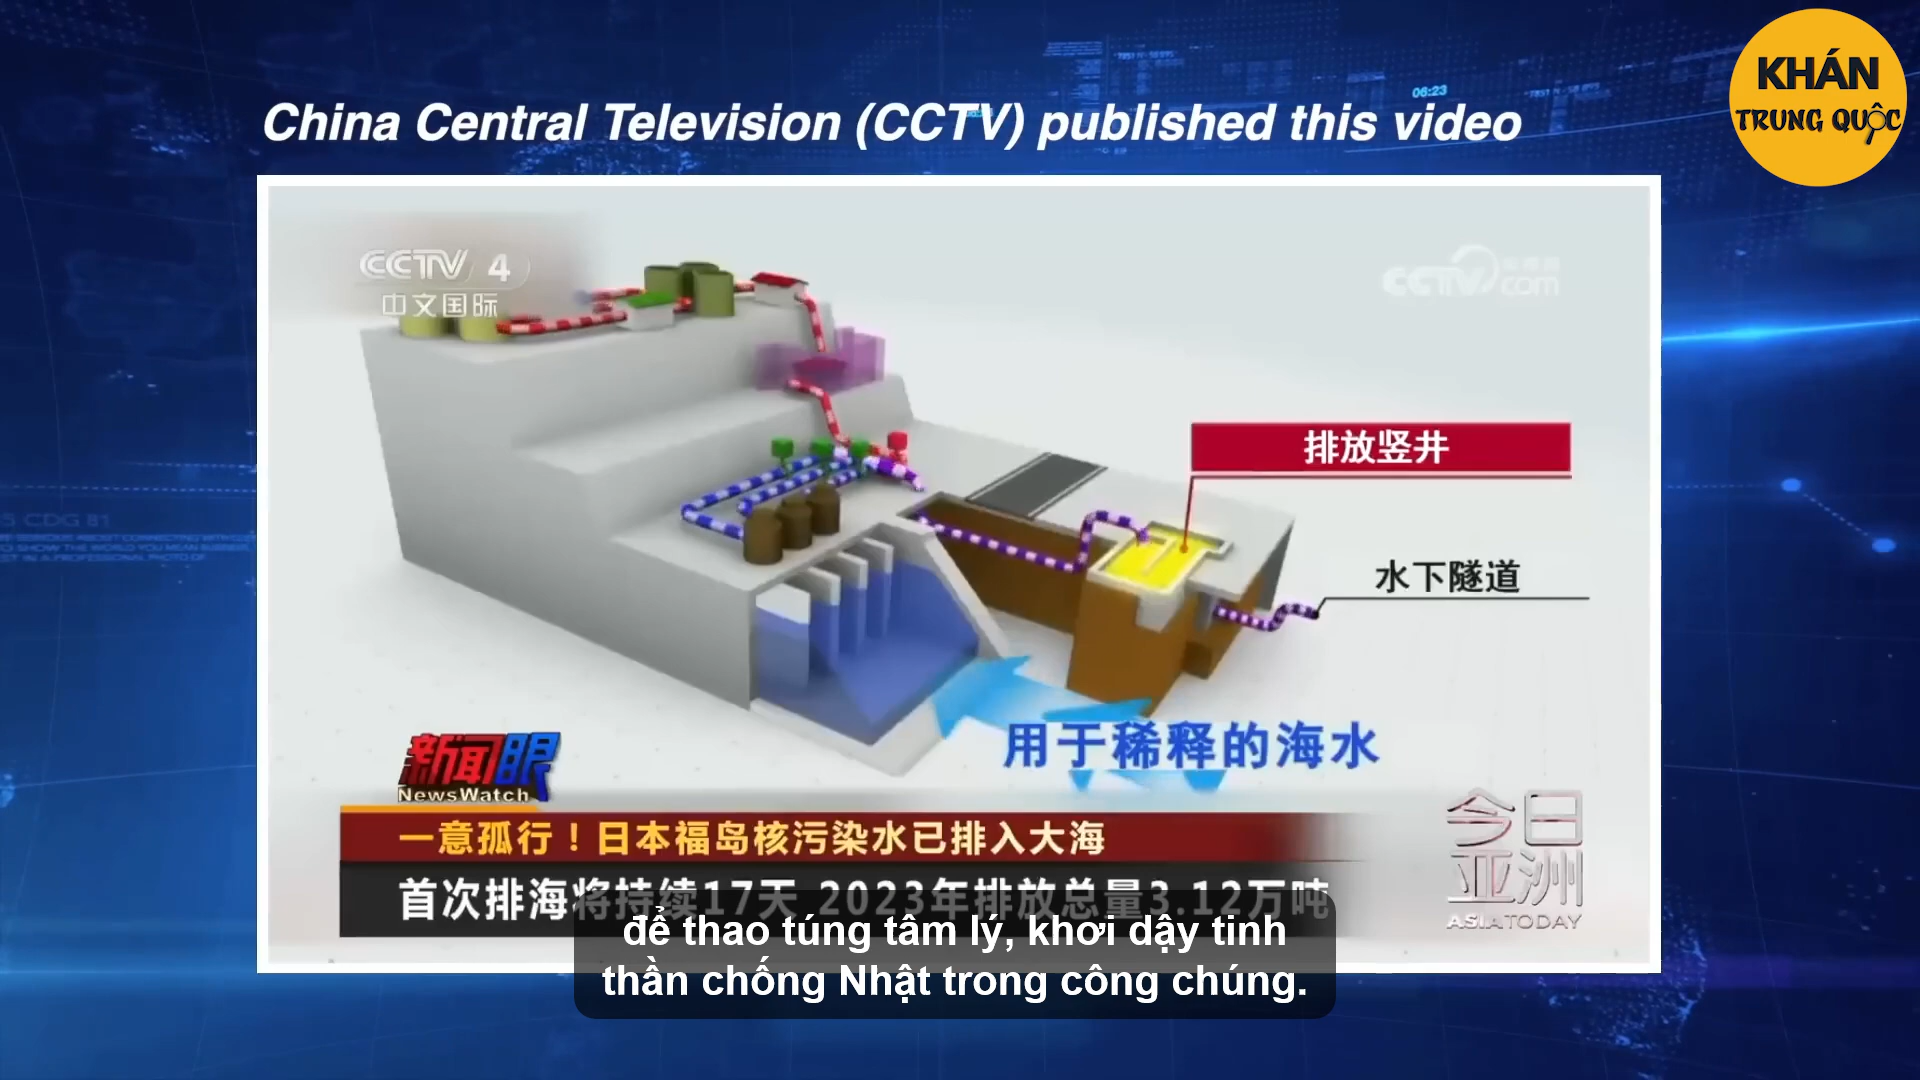 KHÁN
TRUNG QUỐC
06:23
China Central Television (CCTV) published this video
CCTV 4
中文国际
CCTV
com
排放竖井
水下隧道
用于稀释的海水
新闻眼
NewsWatch
一意孤行！日本福岛核污染水已排入大海
首次排海将持续17天 2023年排放总量3.12万吨
今日
亚洲
ASIA TODAY
để thao túng tâm lý, khơi dậy tinh
thần chống Nhật trong công chúng.